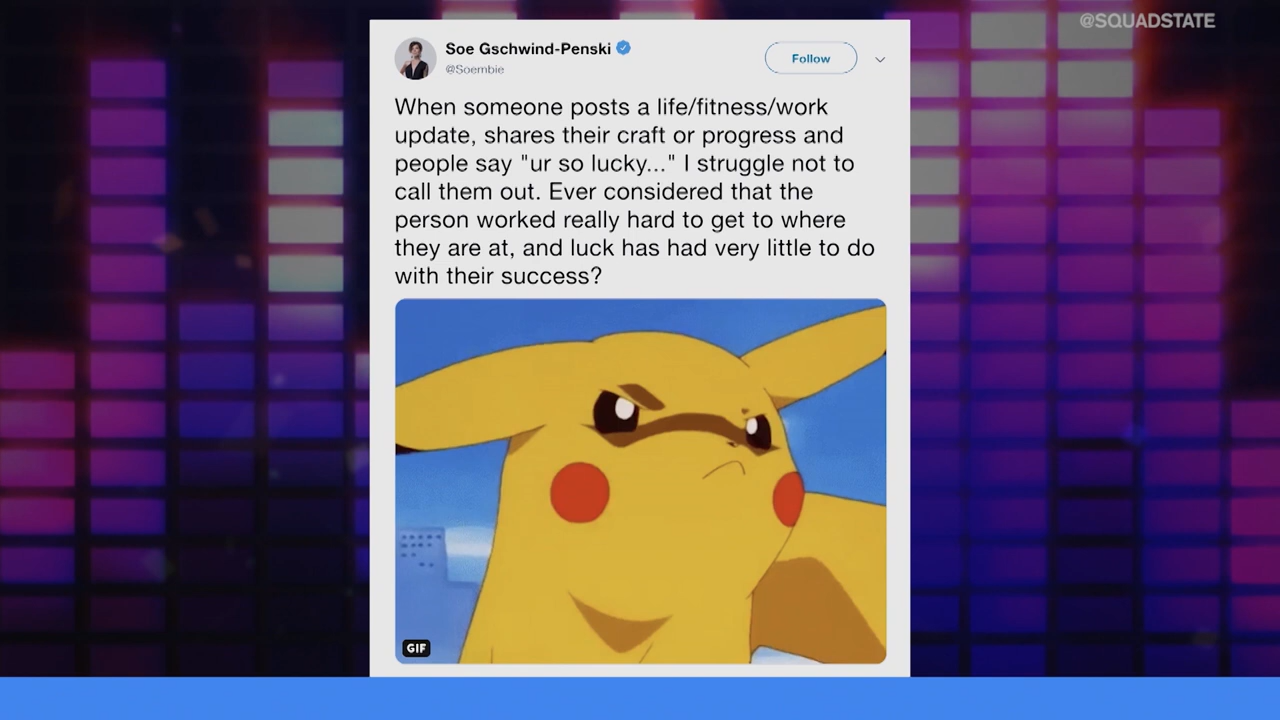 @SQUADSTATE
Soe Gschwind-Penski
@Soembie
Follow
When someone posts a life/fitness/work
update, shares their craft or progress and
people say "ur so lucky..." I struggle not to
call them out. Ever considered that the
person worked really hard to get to where
they are at, and luck has had very little to do
with their success?
GIF